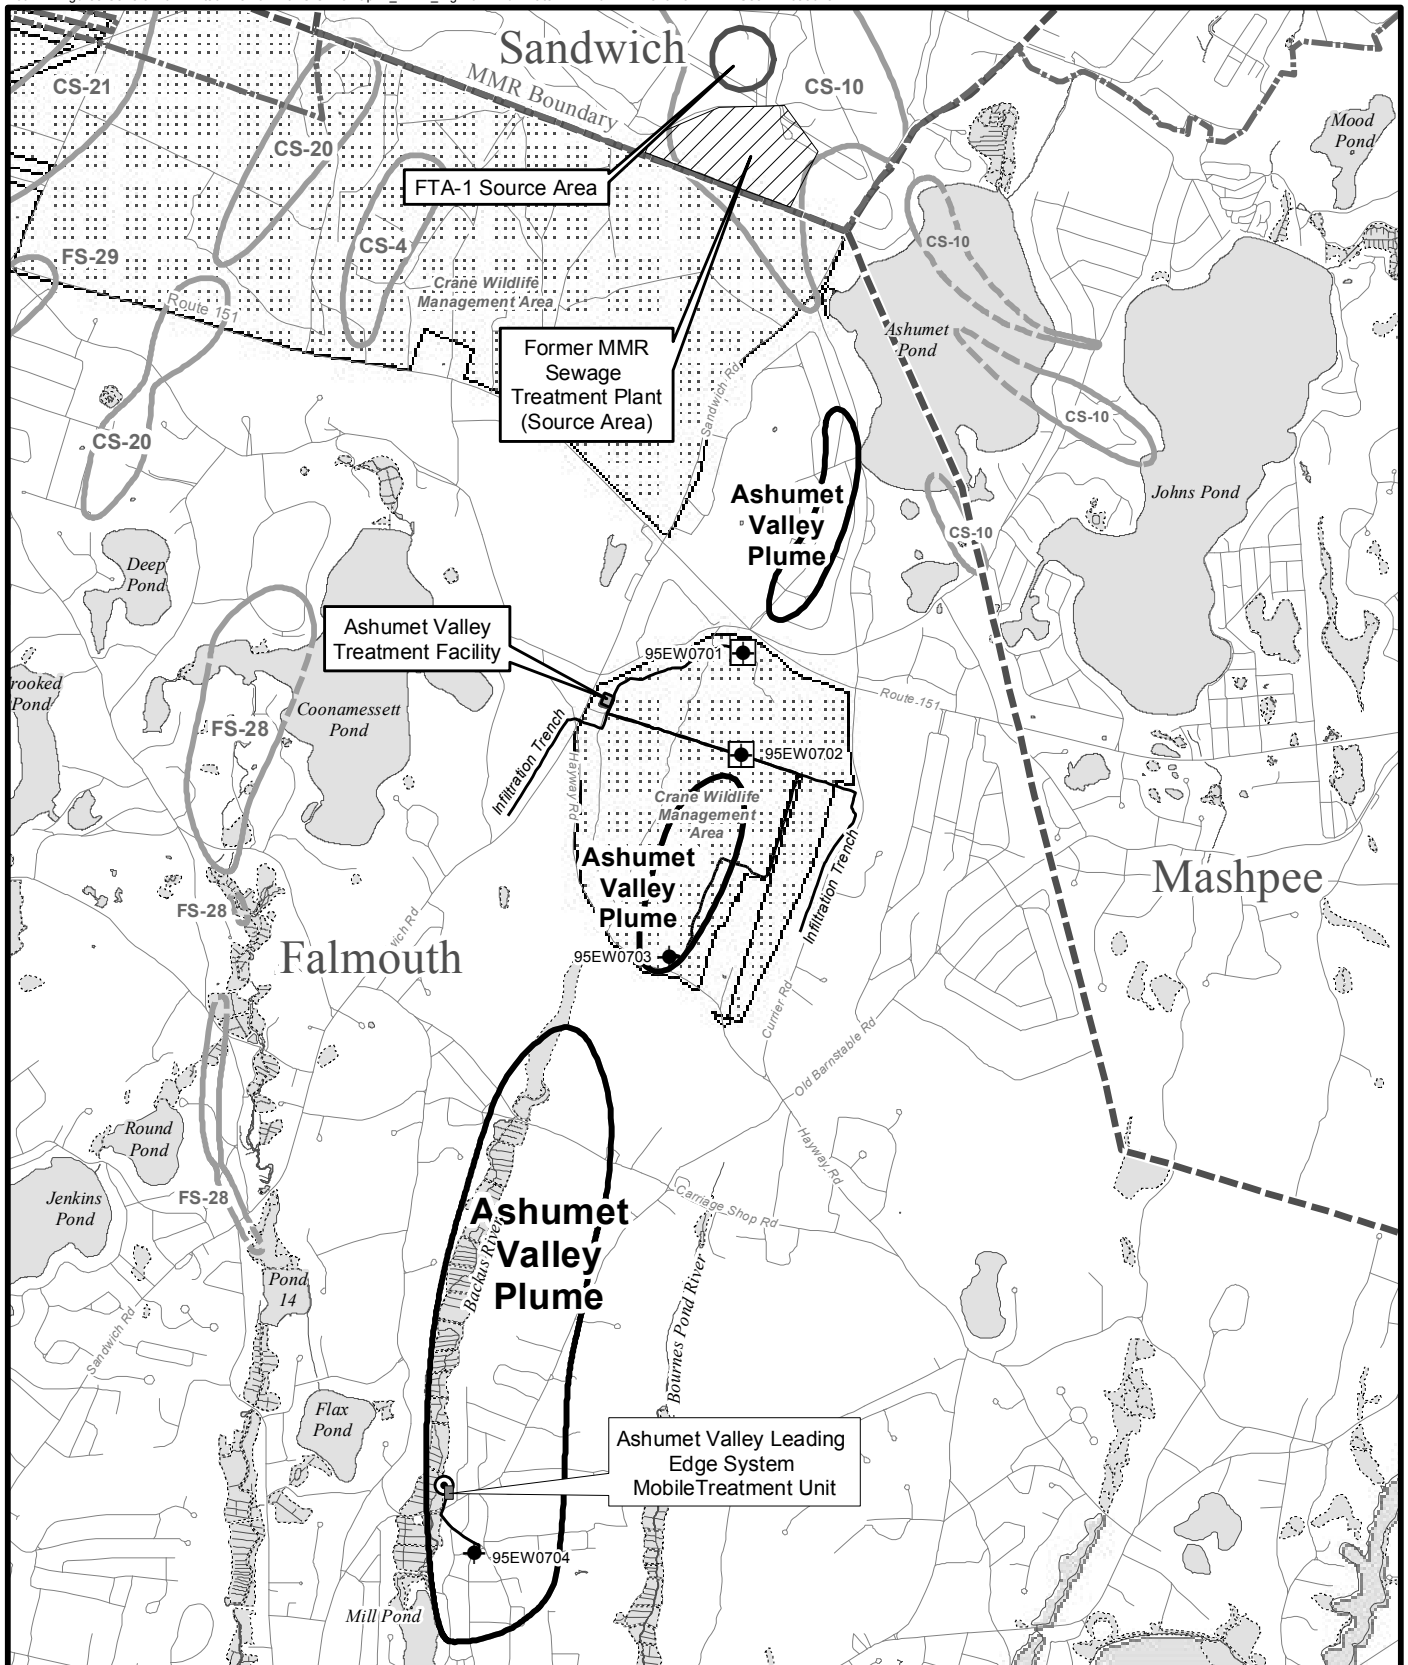 Sandwich
MMR Boundary
CS-21
CS-10
CS-20
Mood
Pond
FTA-1 Source Area
CS-4
CS-10
FS-29
Crane Wildlife
Management Area
Route 151
Former MMR
Sewage
Treatment Plant
(Source Area)
Ashumet
Pond
Sandwich Rd
CS-10
CS-20
Ashumet
Valley
Plume
Johns Pond
CS-10
Deep
Pond
Ashumet Valley
Treatment Facility
95EW0701
Pond
Coonamessett
Pond
Route 151
FS-28
Infiltration Trench
Hayway Rd
95EW0702
Crane Wildlife
Management
Area
Infiltration Trench
Ashumet
Valley
Plume
Mashpee
FS-28
wich Rd
Falmouth
95EW0703
Currier Rd
Old Barnstable Rd
Round
Pond
Hayway Rd
Jenkins
Pond
FS-28
Carriage Shop Rd
Ashumet
Valley
Plume
Backus River
Bournes Pond River
Pond
14
Sandwich Rd
Flax
Pond
Ashumet Valley Leading
Edge System
MobileTreatment Unit
95EW0704
Mill Pond